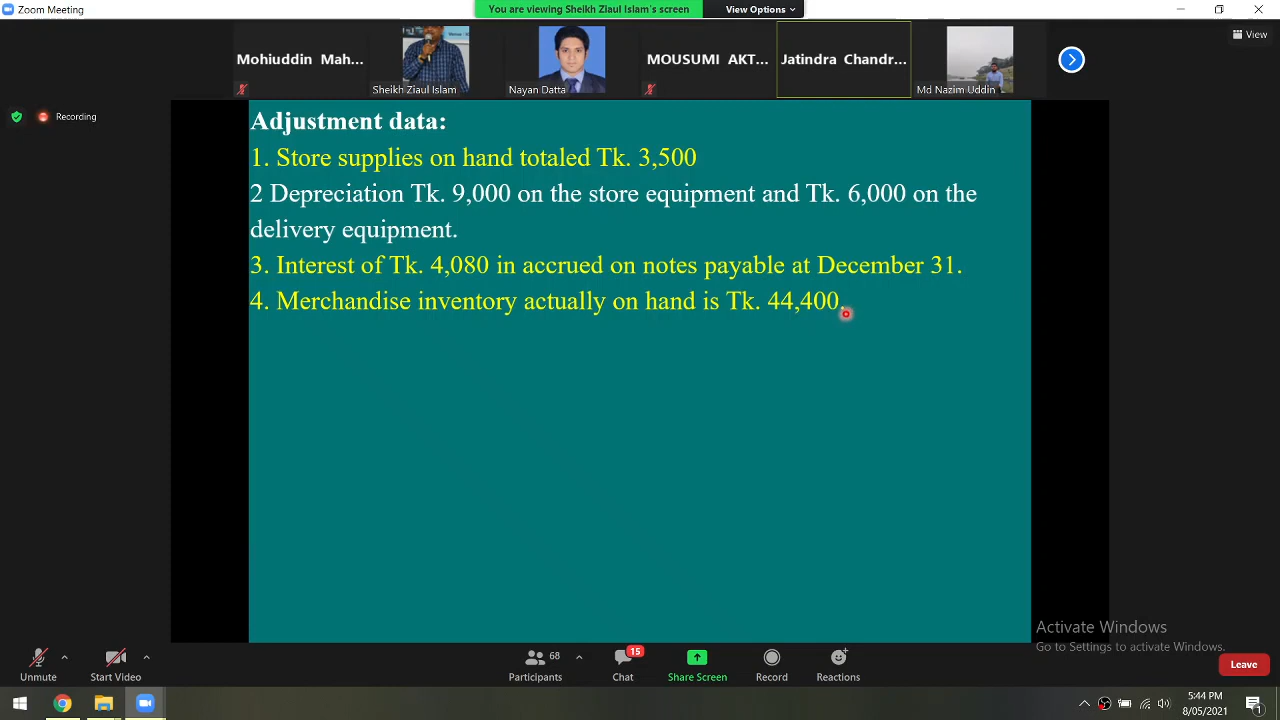 Zoom Meeting
You are viewing Sheikh Ziaul Islam's screen
View Options
View
Mohiuddin Mah...
Sheikh Ziaul Islam
Nayan Datta
MOUSUMI AKT...
Jatindra Chandr...
Md Nazim Uddin
Recording
Adjustment data:
1. Store supplies on hand totaled Tk. 3,500
2 Depreciation Tk. 9,000 on the store equipment and Tk. 6,000 on the
delivery equipment.
3. Interest of Tk. 4,080 in accrued on notes payable at December 31.
4. Merchandise inventory actually on hand is Tk. 44,400.
Activate Windows
Go to Settings to activate Windows.
Unmute
Start Video
68
Participants
15
Chat
Share Screen
Record
Reactions
Leave
5:44 PM
8/05/2021
1